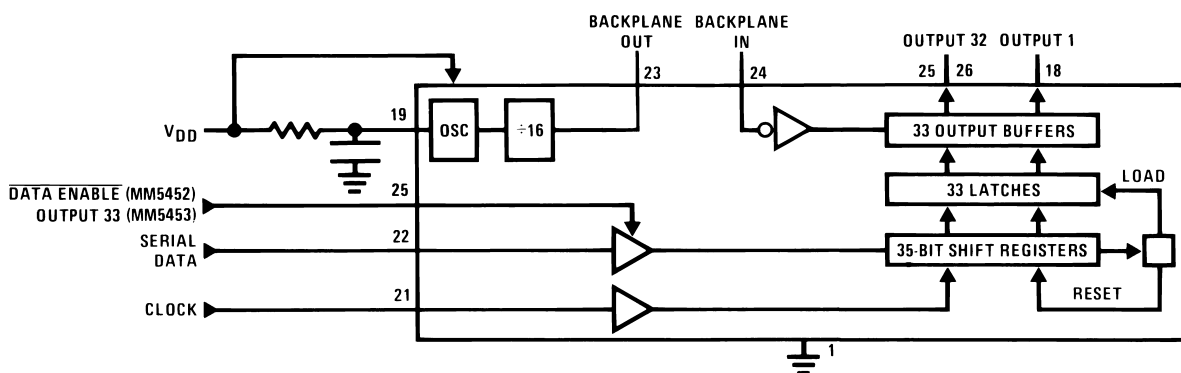 BACKPLANE OUT
BACKPLANE IN
OUTPUT 32 OUTPUT 1
23
24
25 26
18
19
VDD
OSC
÷16
33 OUTPUT BUFFERS
LOAD
33 LATCHES
DATA ENABLE (MM5452)
OUTPUT 33 (MM5453)
25
SERIAL DATA
22
35-BIT SHIFT REGISTERS
RESET
CLOCK
21
1